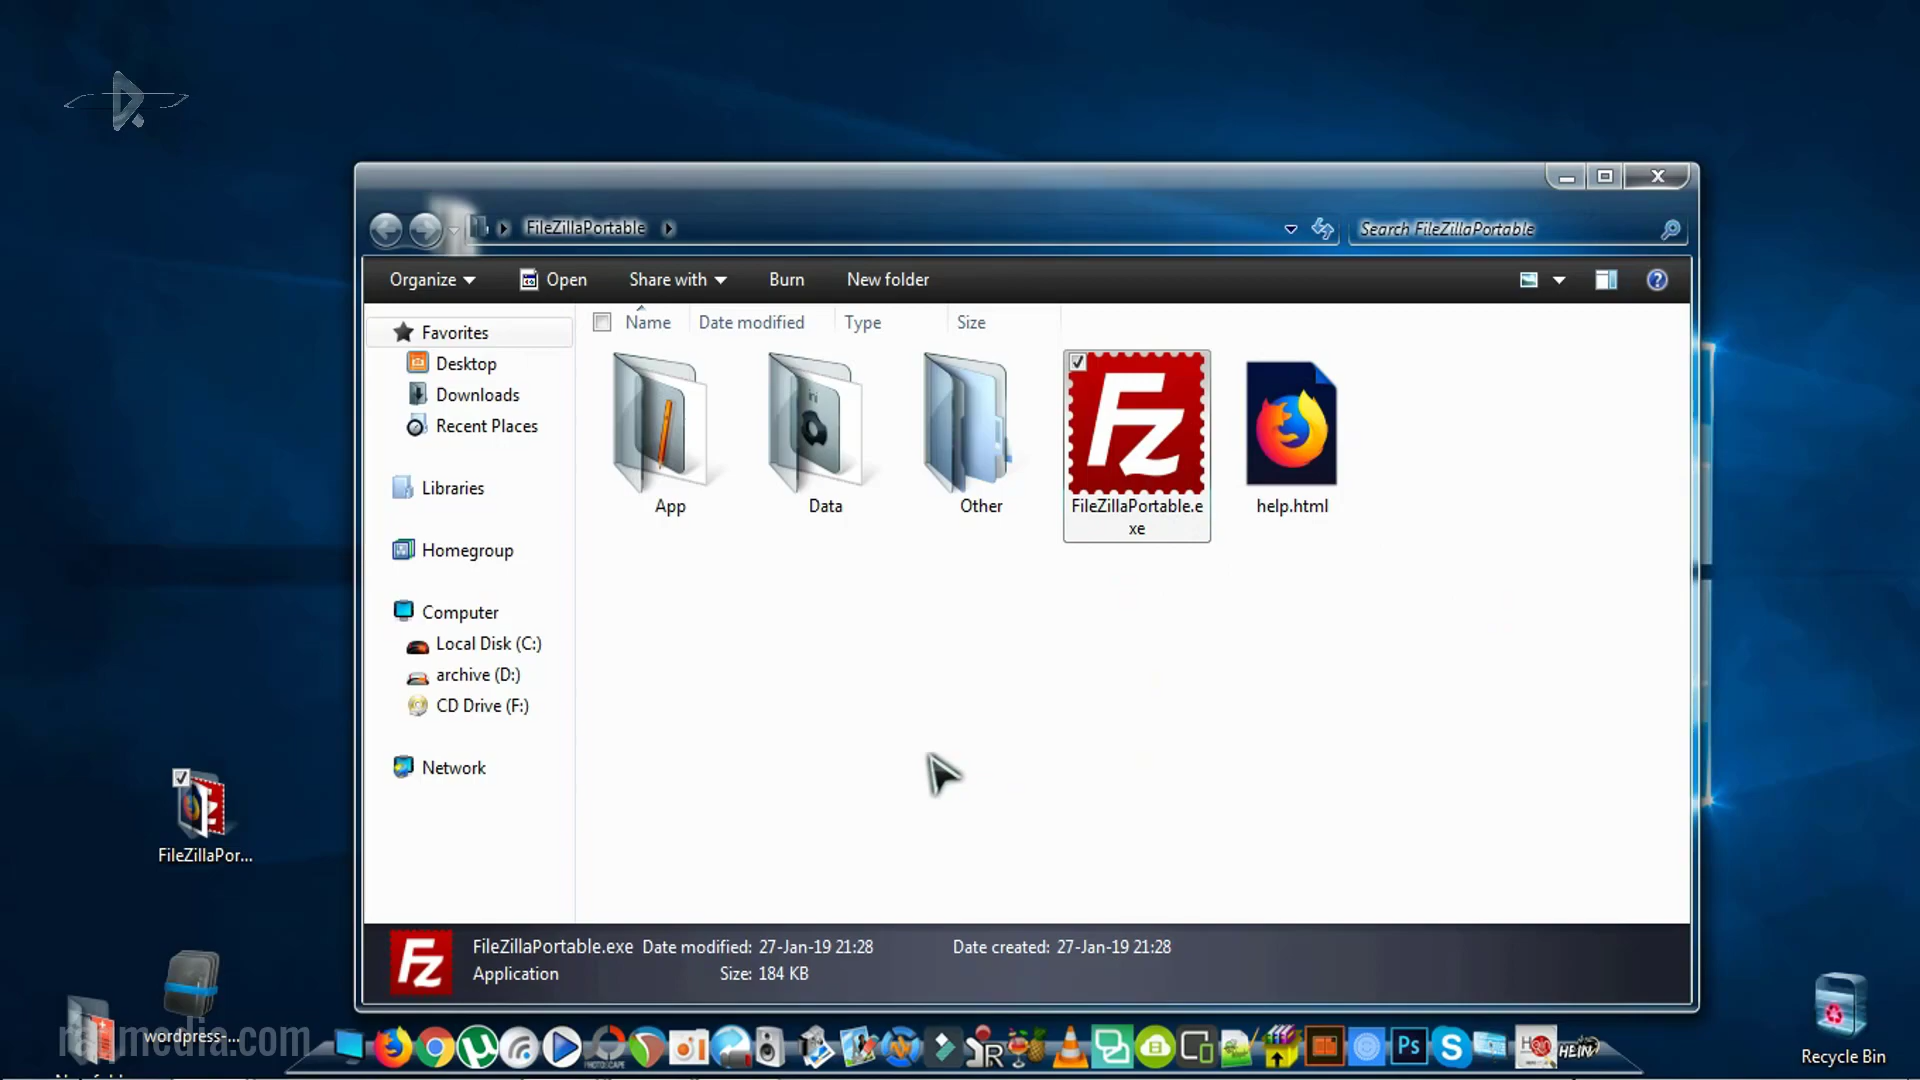 FileZillaPortable
Search FileZillaPortable
Organize
Open
Share with
Burn
New folder
Name
Date modified
Type
Size
Favorites
Desktop
Downloads
Recent Places
Libraries
Homegroup
Computer
Local Disk (C:)
archive (D:)
CD Drive (F:)
Network
App
Data
Other
FileZillaPortable.e
xe
help.html
FileZillaPor...
FileZillaPortable.exe Date modified: 27-Jan-19 21:28 Date created: 27-Jan-19 21:28
Application Size: 184 KB
wordpress-...
Recycle Bin
Ps
HEIN